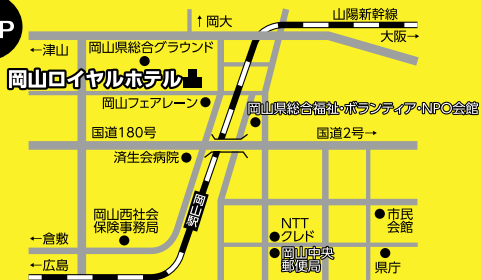 P
↑岡大
山陽新幹線
大阪→
←津山
岡山県総合グラウンド
岡山ロイヤルホテル
岡山フェアレーン
岡山県総合福祉・ボランティア・NPO会館
国道180号
国道2号→
済生会病院
岡山駅
岡山西社会
保険事務局
NTT
クレド
市民
会館
←倉敷
岡山中央
郵便局
←広島
県庁